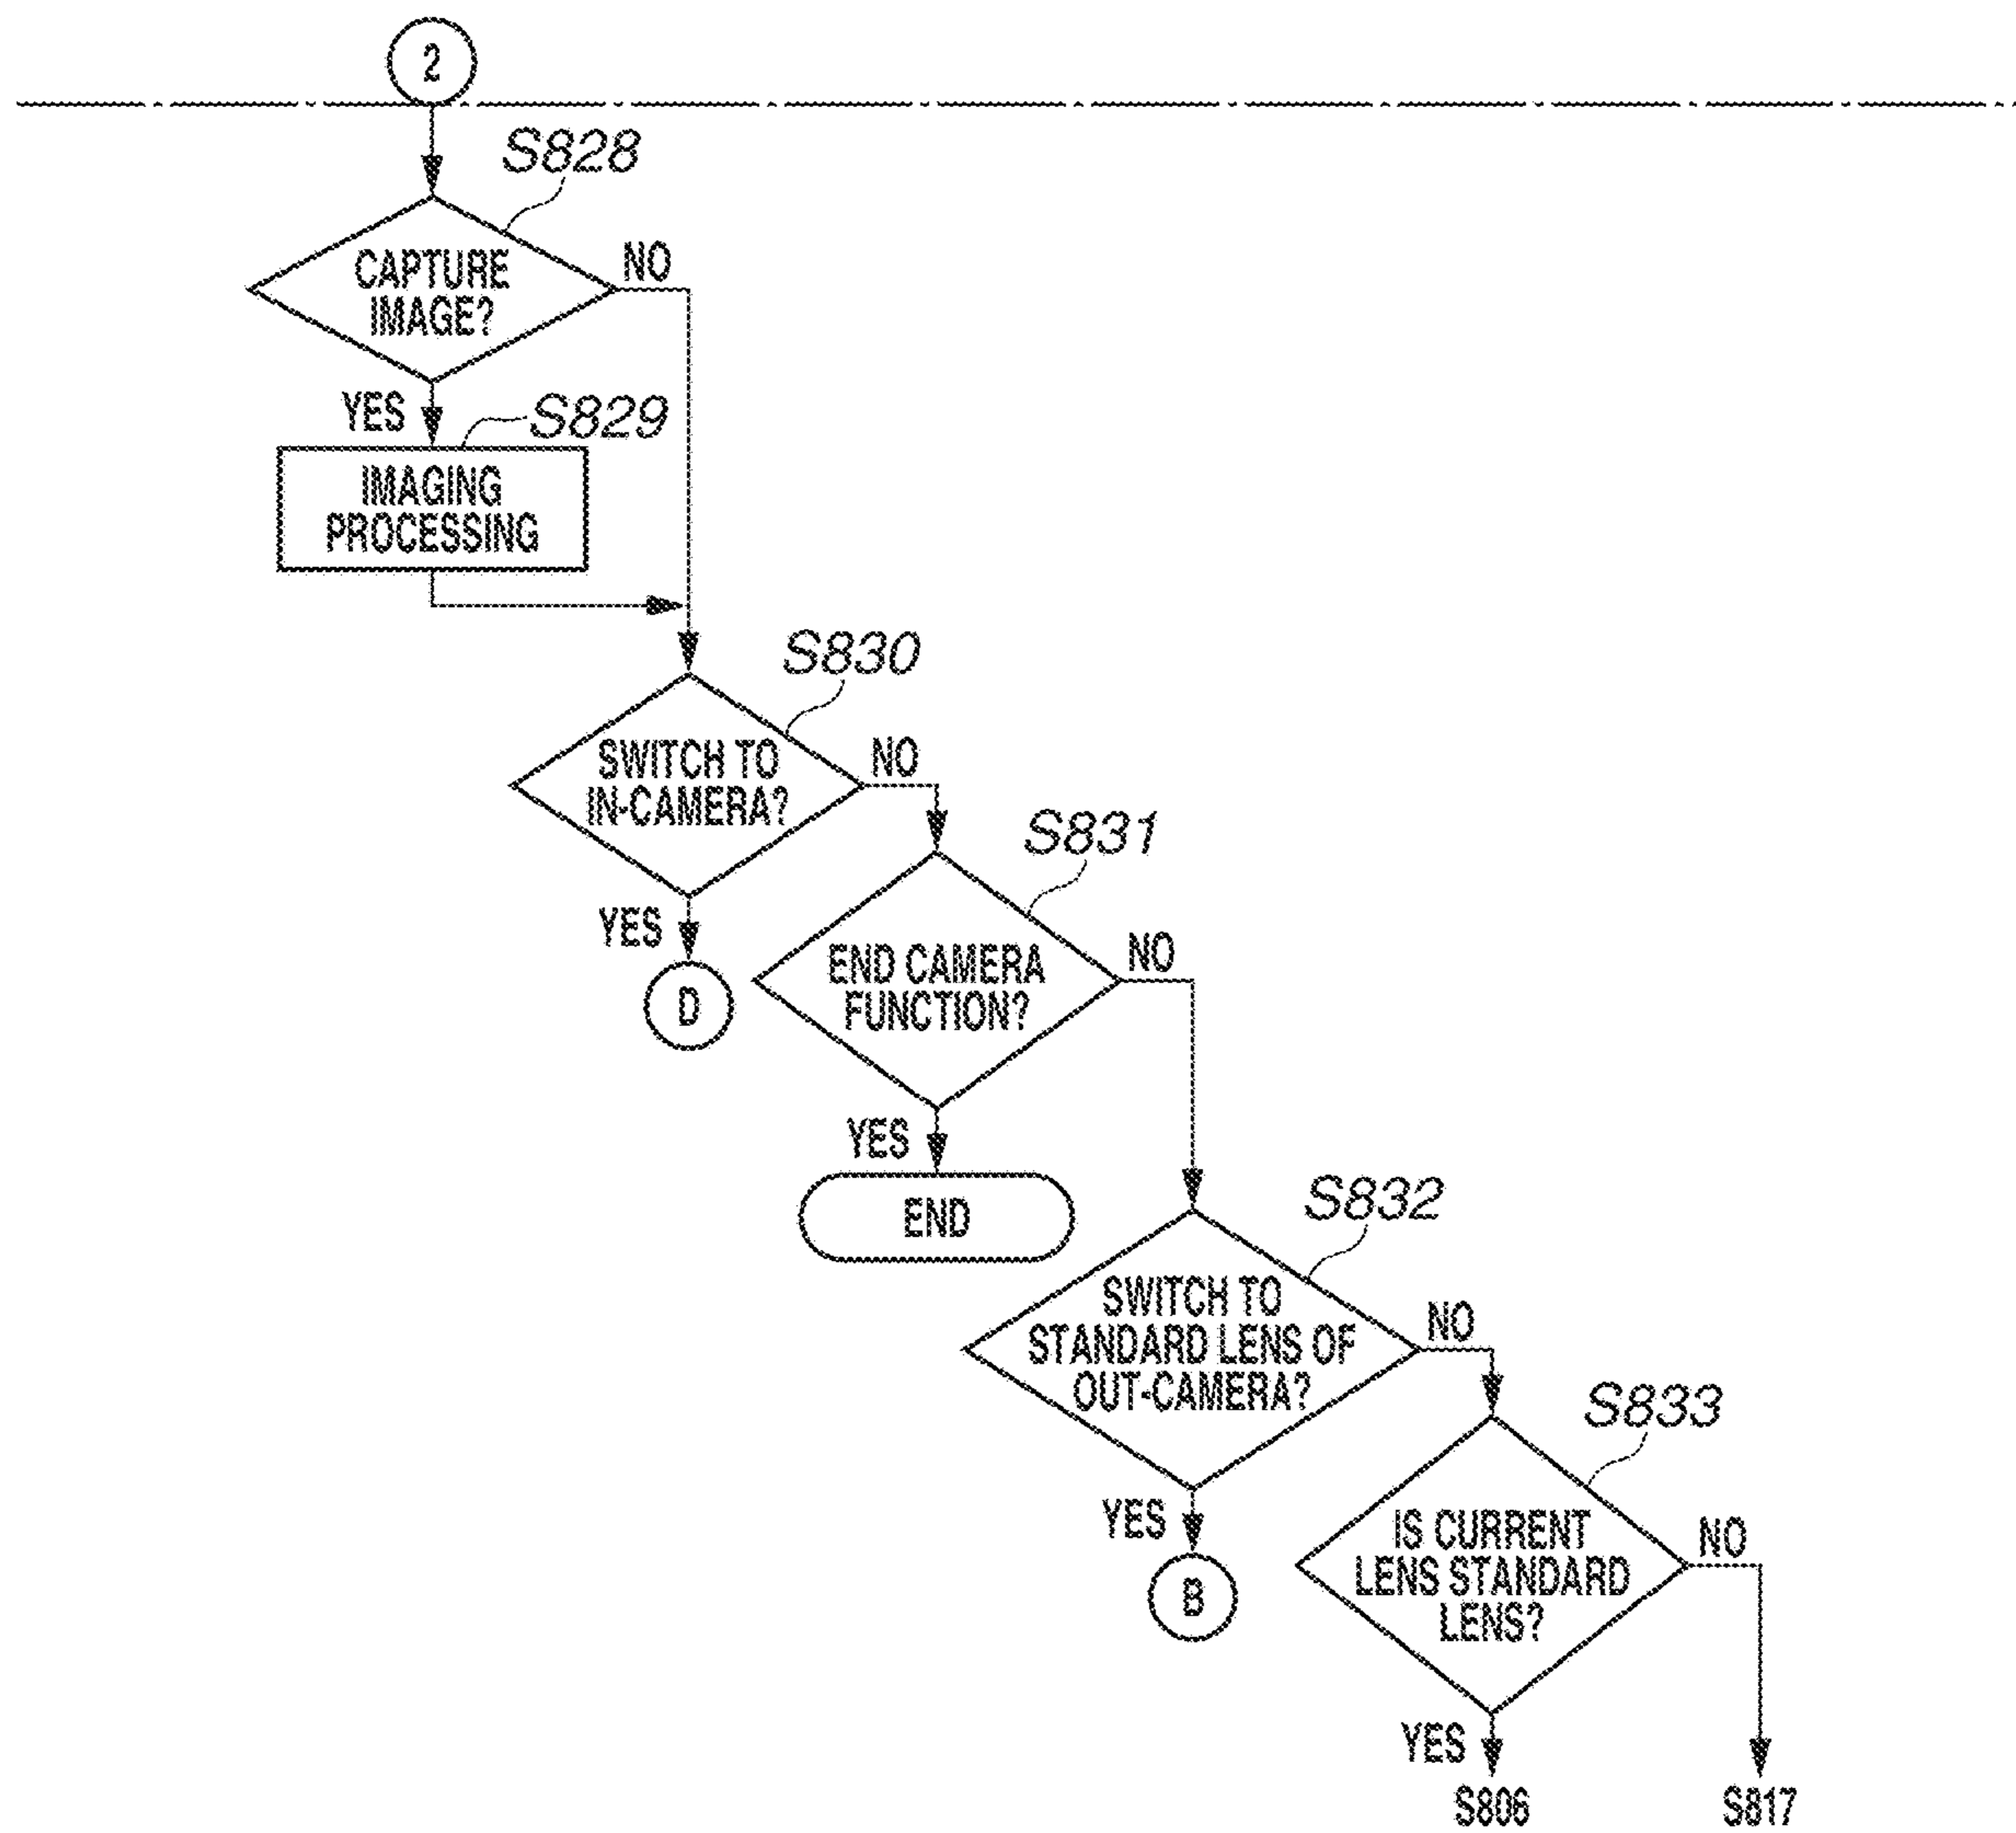 2
S828
CAPTURE
IMAGE?
NO
YES
S829
IMAGING
PROCESSING
S830
SWITCH TO
IN-CAMERA?
NO
YES
D
S831
END CAMERA
FUNCTION?
NO
YES
END
S832
SWITCH TO
STANDARD LENS OF
OUT-CAMERA?
NO
YES
B
S833
IS CURRENT
LENS STANDARD
LENS?
NO
YES
S806
S817